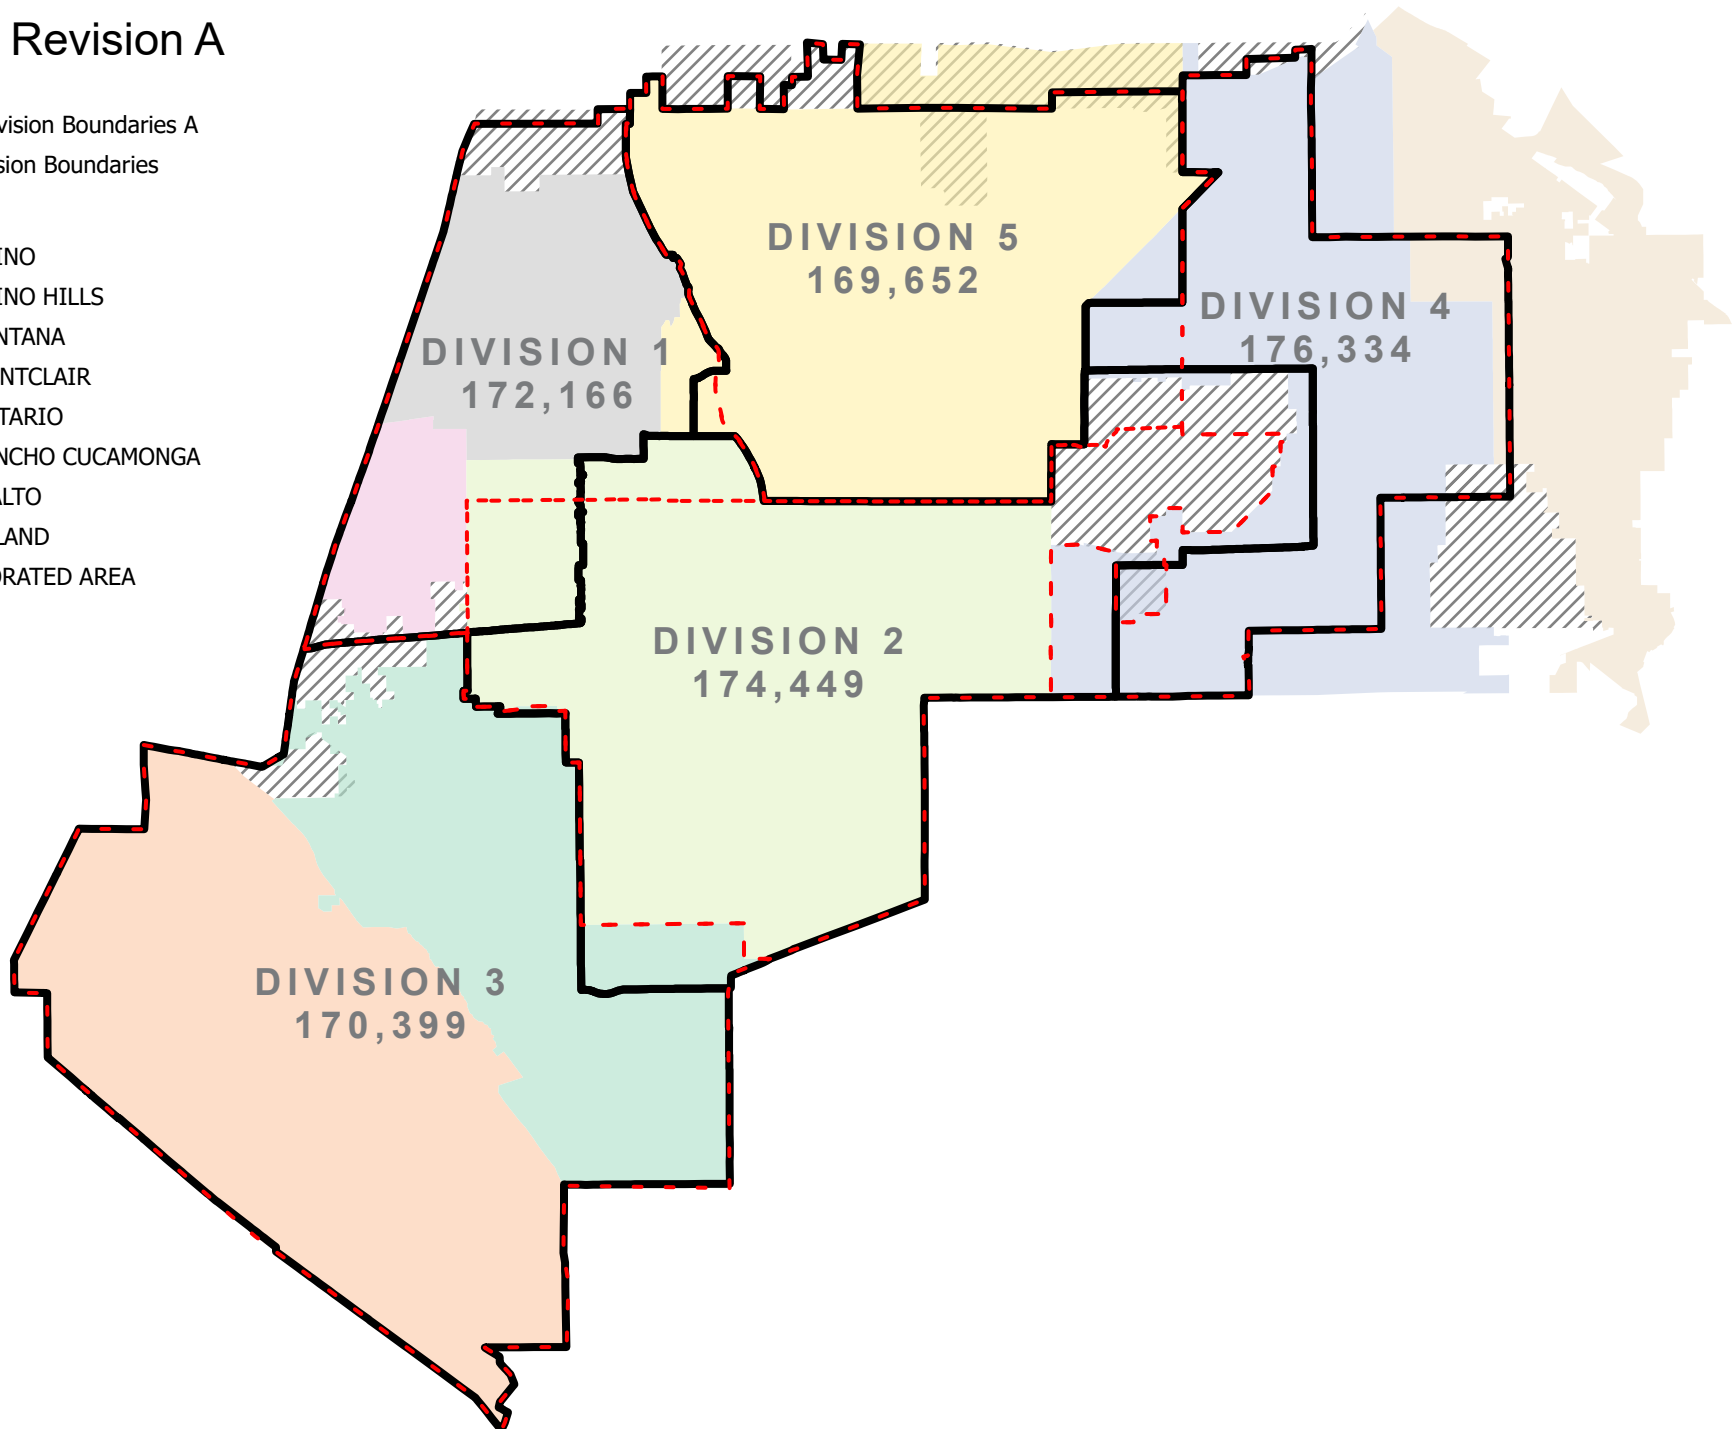 Revision A
vision Boundaries A
sion Boundaries
INO
INO HILLS
NTANA
NTCLAIR
TARIO
NCHO CUCAMONGA
ALTO
LAND
ORATED AREA
DIVISION 5
169,652
DIVISION 4
176,334
DIVISION 1
172,166
DIVISION 2
174,449
DIVISION 3
170,399